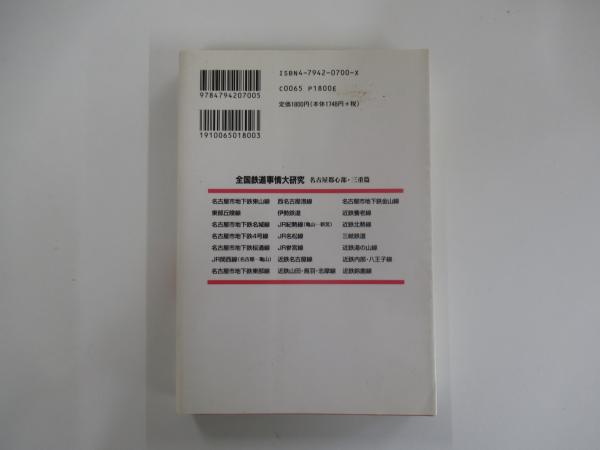 ISBN4-7942-0700-X
C0065 P1800E
定価1800円(本体1748円+税)
9784794207005
1910065018003
全国鉄道事情大研究 名古屋都心部・三重篇
名古屋市地下鉄東山線 西名古屋港線 名古屋市地下鉄金山線
東部丘陵線 伊勢鉄道 近鉄養老線
名古屋市地下鉄名城線 JR紀勢線(亀山―新宮) 近鉄北勢線
名古屋市地下鉄4号線 JR名松線 三岐鉄道
名古屋市地下鉄桜通線 JR参宮線 近鉄湯の山線
JR関西線(名古屋―亀山) 近鉄名古屋線 近鉄内部・八王子線
名古屋市地下鉄東部線 近鉄山田・鳥羽・志摩線 近鉄鈴鹿線